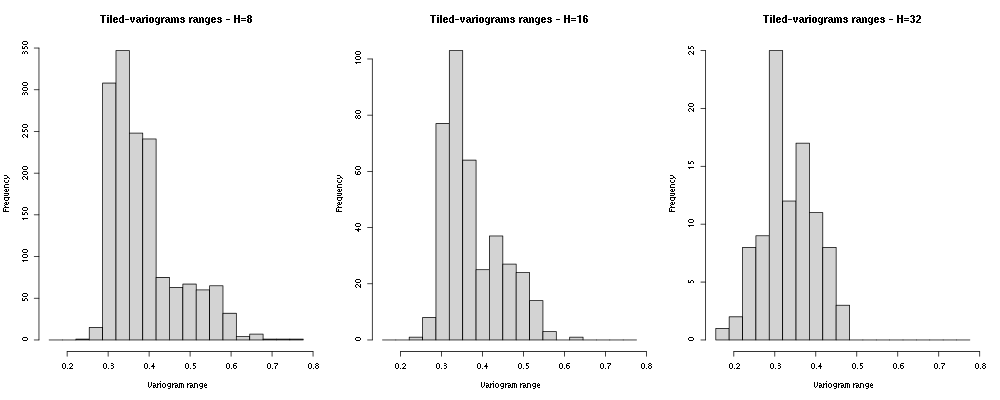 Tiled-variograms ranges - H=8
Frequency
350
300
250
200
150
100
50
0
0.2 0.3 0.4 0.5 0.6 0.7 0.8
Variogram range
Tiled-variograms ranges - H=16
Frequency
100
80
60
40
20
0
0.2 0.3 0.4 0.5 0.6 0.7 0.8
Variogram range
Tiled-variograms ranges - H=32
Frequency
25
20
15
10
5
0
0.2 0.3 0.4 0.5 0.6 0.7 0.8
Variogram range